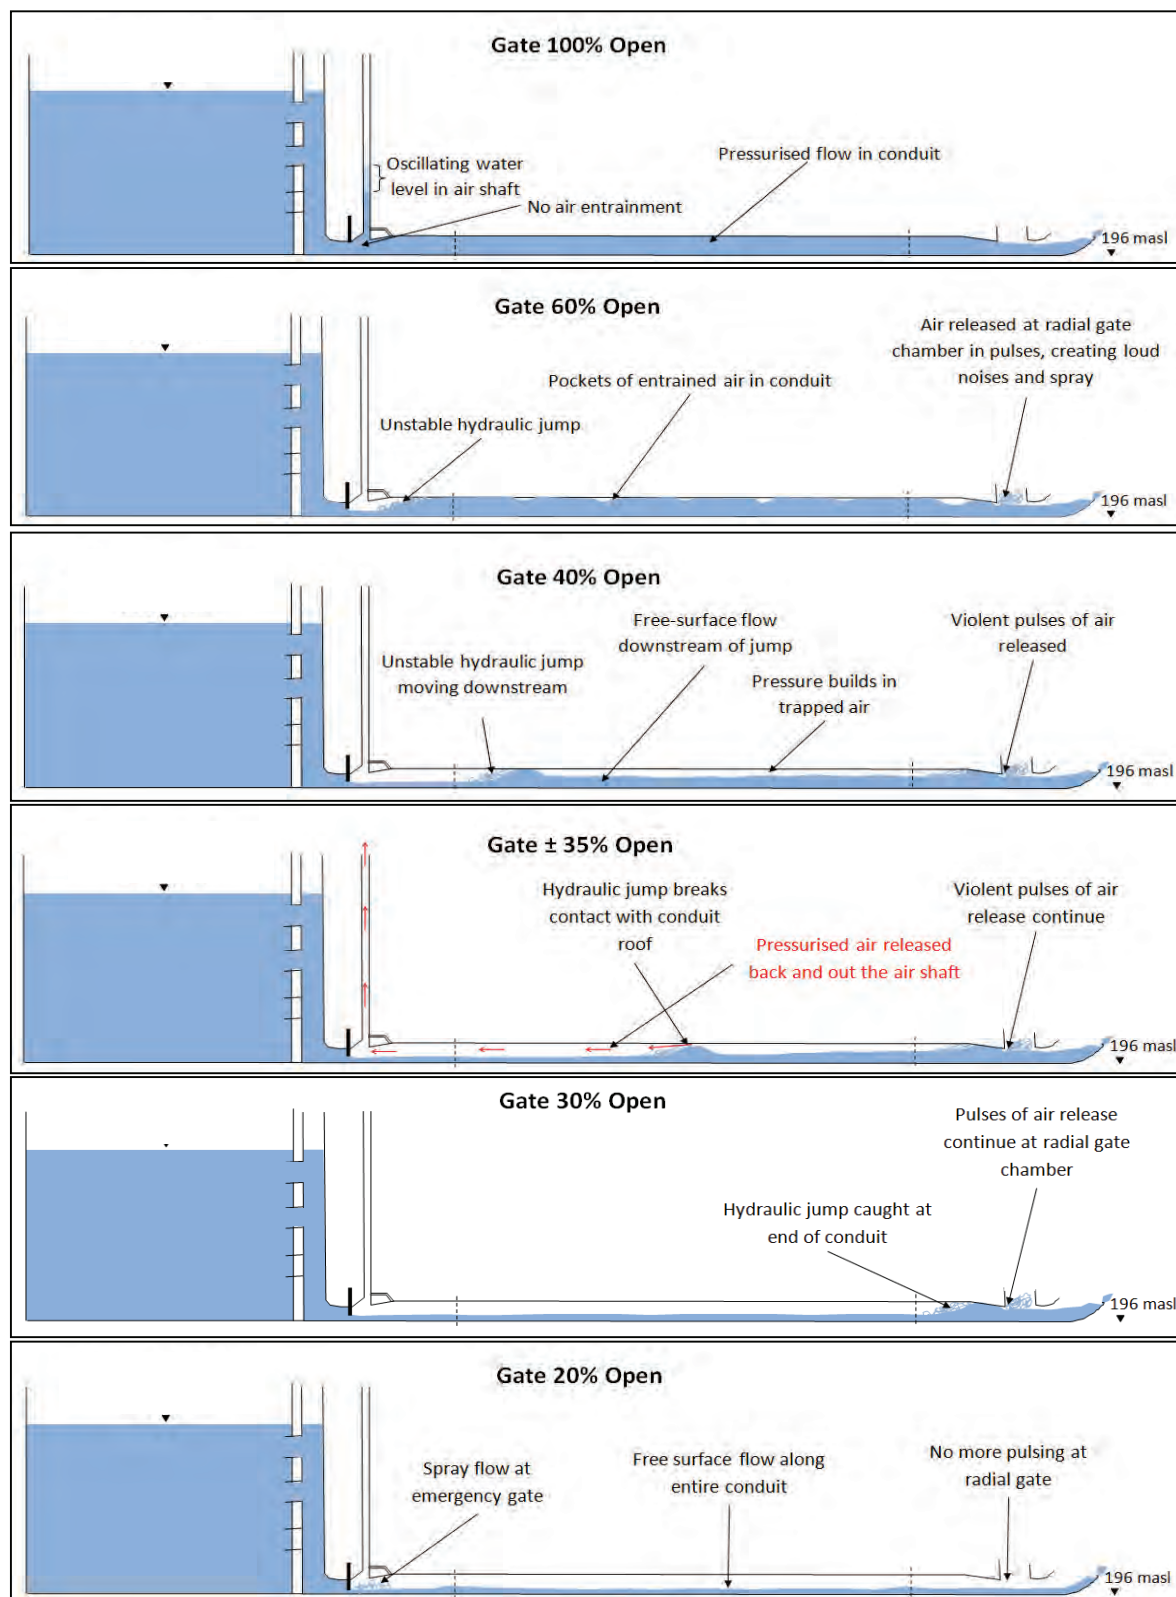 Gate 100% Open
Oscillating water
level in air shaft
Pressurised flow in conduit
No air entrainment
196 masl
Gate 60% Open
Air released at radial gate
chamber in pulses, creating loud
noises and spray
Pockets of entrained air in conduit
Unstable hydraulic jump
196 masl
Gate 40% Open
Free-surface flow
downstream of jump
Violent pulses of air
released
Unstable hydraulic jump
moving downstream
Pressure builds in
trapped air
196 masl
Gate ± 35% Open
Hydraulic jump breaks
contact with conduit
roof
Violent pulses of air
release continue
Pressurised air released
back and out the air shaft
196 masl
Gate 30% Open
Pulses of air release
continue at radial gate
chamber
Hydraulic jump caught at
end of conduit
196 masl
Gate 20% Open
Spray flow at
emergency gate
Free surface flow along
entire conduit
No more pulsing at
radial gate
196 masl